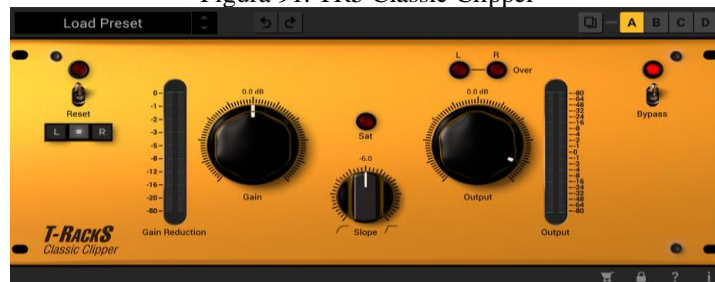 Figura 91. TR5 Classic Clipper
Load Preset
A B C D
L R
Over
Reset
Bypass
L R
0.0 dB
Gain
Sat
-6.0
Slope
0.0 dB
Output
0
-1
-2
-3
-5
-8
-12
-16
-20
-80
Gain Reduction
-80
-64
-48
-32
-24
-16
-8
-4
-2
-1
-0
-1
-2
-4
-8
-16
-24
-32
-48
-64
-80
Output
T-RackS
Classic Clipper
?
i